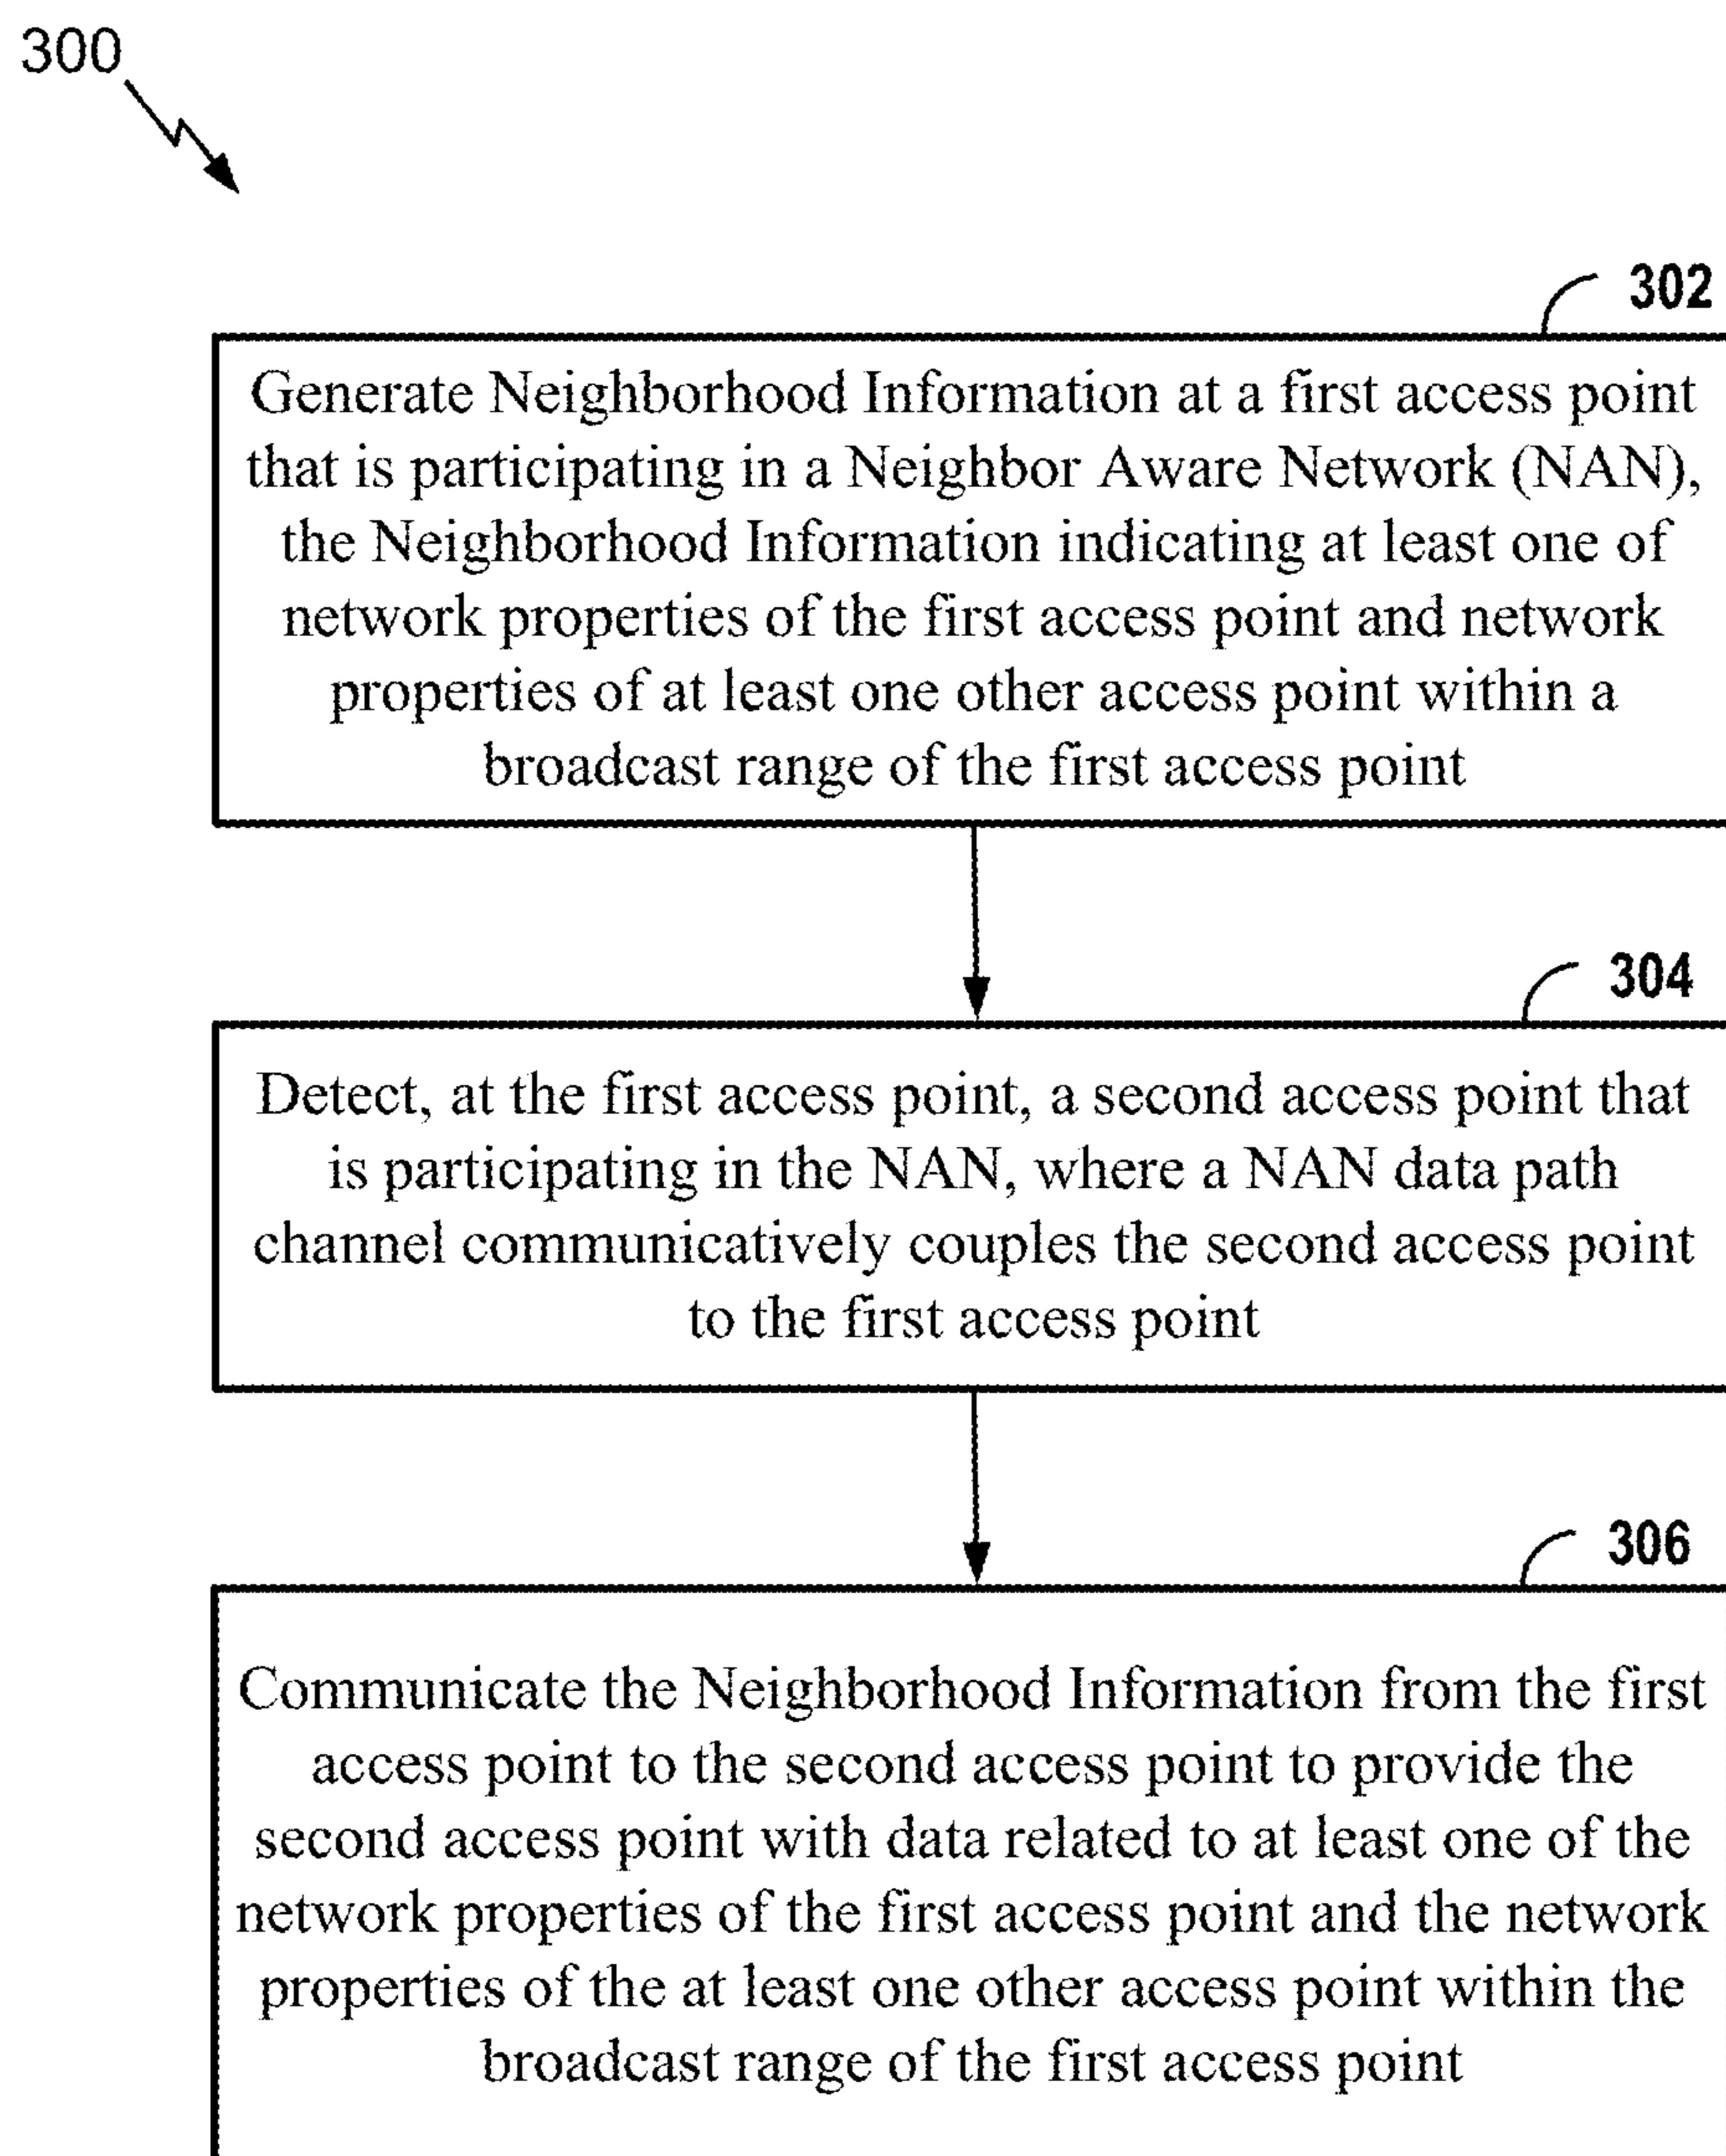 300
302
Generate Neighborhood Information at a first access point
that is participating in a Neighbor Aware Network (NAN),
the Neighborhood Information indicating at least one of
network properties of the first access point and network
properties of at least one other access point within a
broadcast range of the first access point
304
Detect, at the first access point, a second access point that
is participating in the NAN, where a NAN data path
channel communicatively couples the second access point
to the first access point
306
Communicate the Neighborhood Information from the first
access point to the second access point to provide the
second access point with data related to at least one of the
network properties of the first access point and the network
properties of the at least one other access point within the
broadcast range of the first access point